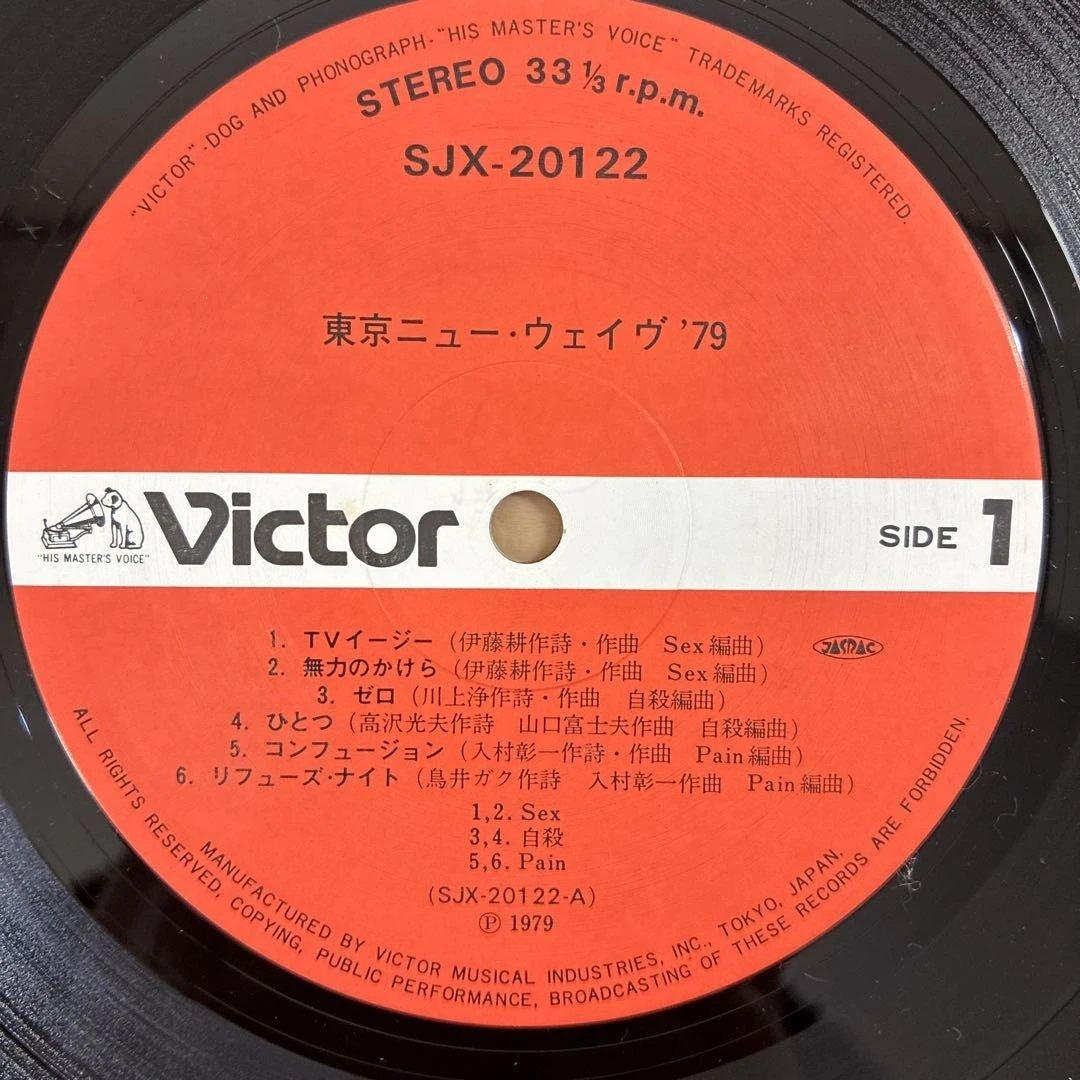 "VICTOR"-DOG AND PHONOGRAPH-"HIS MASTER'S VOICE" TRADEMARKS REGISTERED.
STEREO 33 1/3 r.p.m.
SJX-20122
東京ニュー・ウェイヴ '79
"HIS MASTER'S VOICE"
Victor
SIDE 1
1. TVイージー (伊藤耕作詩・作曲 Sex編曲)
JASRAC
2. 無力のかけら (伊藤耕作詩・作曲 Sex編曲)
3. ゼロ (川上浄作詩・作曲 自殺編曲)
4. ひとつ (高沢光夫作詩 山口富士夫作曲 自殺編曲)
5. コンフュージョン (入村彰一作詩・作曲 Pain編曲)
6. リフューズ・ナイト (鳥井ガク作詩 入村彰一作曲 Pain編曲)
1,2. Sex
3,4. 自殺
5,6. Pain
(SJX-20122-A)
Ⓟ 1979
MANUFACTURED BY VICTOR MUSICAL INDUSTRIES, INC., TOKYO, JAPAN.
ALL RIGHTS RESERVED, COPYING, PUBLIC PERFORMANCE, BROADCASTING OF THESE RECORDS ARE FORBIDDEN.